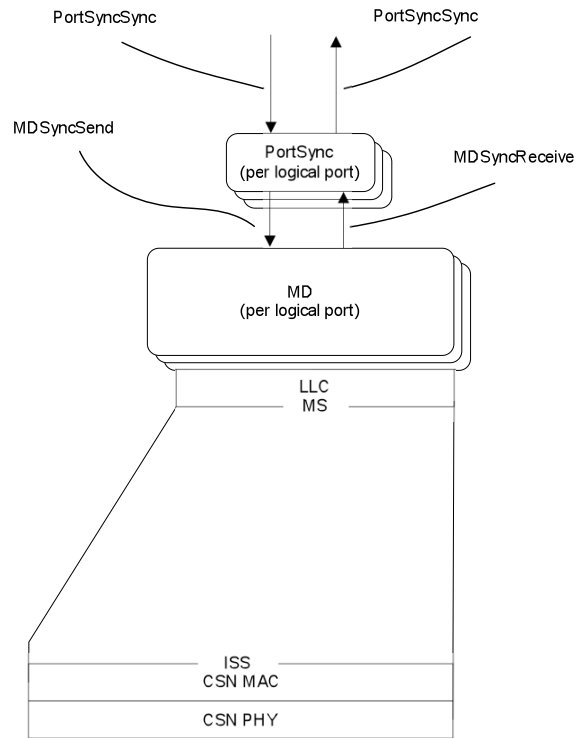 PortSyncSync
PortSyncSync
MDSyncSend
PortSync
(per logical port)
MDSyncReceive
MD
(per logical port)
LLC
MS
ISS
CSN MAC
CSN PHY